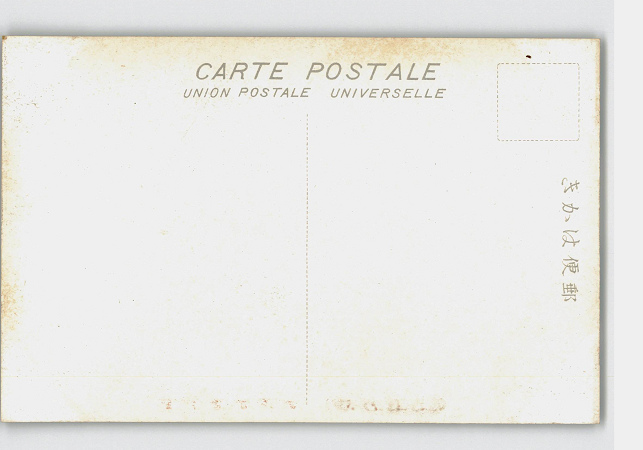 CARTE POSTALE
UNION POSTALE UNIVERSELLE
きかは便郵